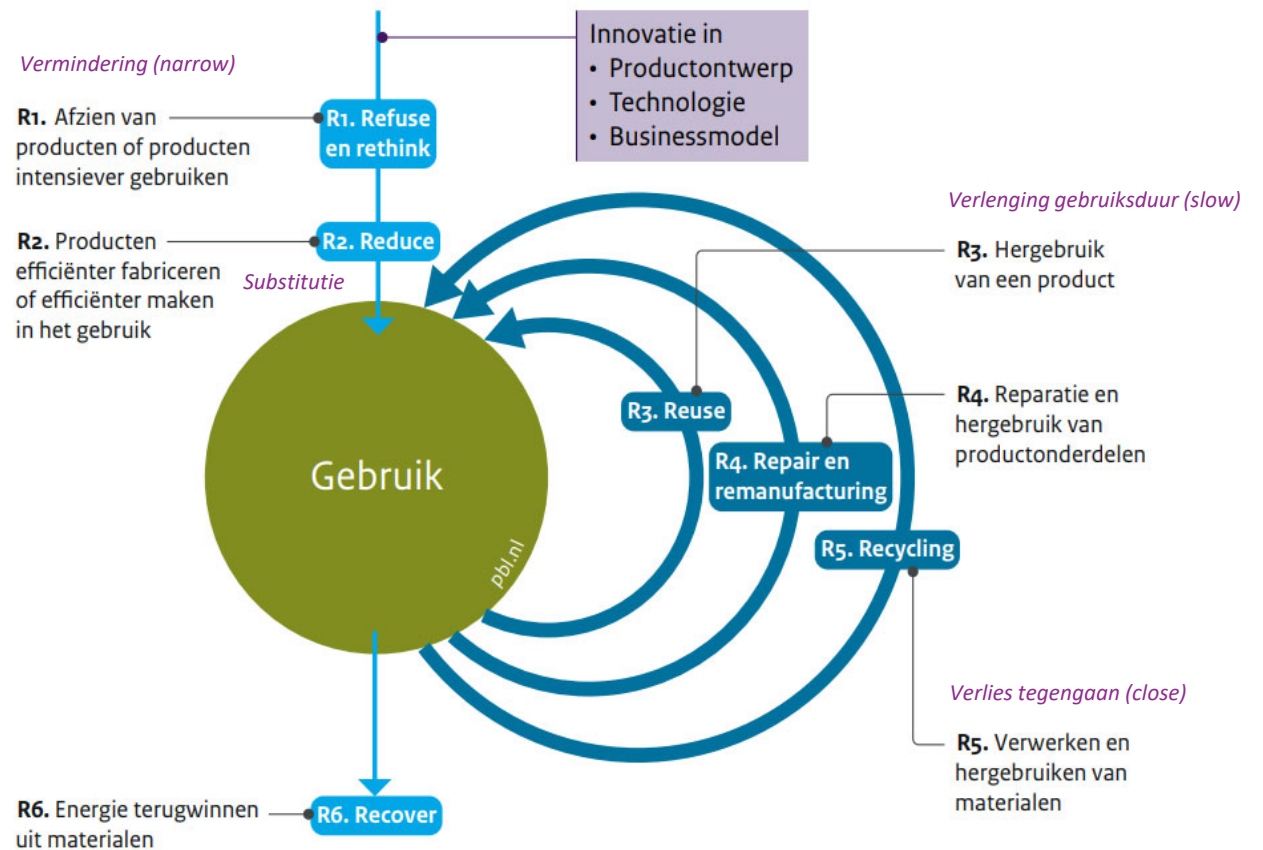 Innovatie in
• Productontwerp
• Technologie
• Businessmodel
Vermindering (narrow)
R1. Afzien van
producten of producten
intensiever gebruiken
R1. Refuse
en rethink
R2. Producten
efficiënter fabriceren
of efficiënter maken
in het gebruik
R2. Reduce
Substitutie
Gebruik
pbl.nl
Verlenging gebruiksduur (slow)
R3. Hergebruik
van een product
R3. Reuse
R4. Reparatie en
hergebruik van
productonderdelen
R4. Repair en
remanufacturing
R5. Recycling
Verlies tegengaan (close)
R5. Verwerken en
hergebruiken van
materialen
R6. Energie terugwinnen
uit materialen
R6. Recover